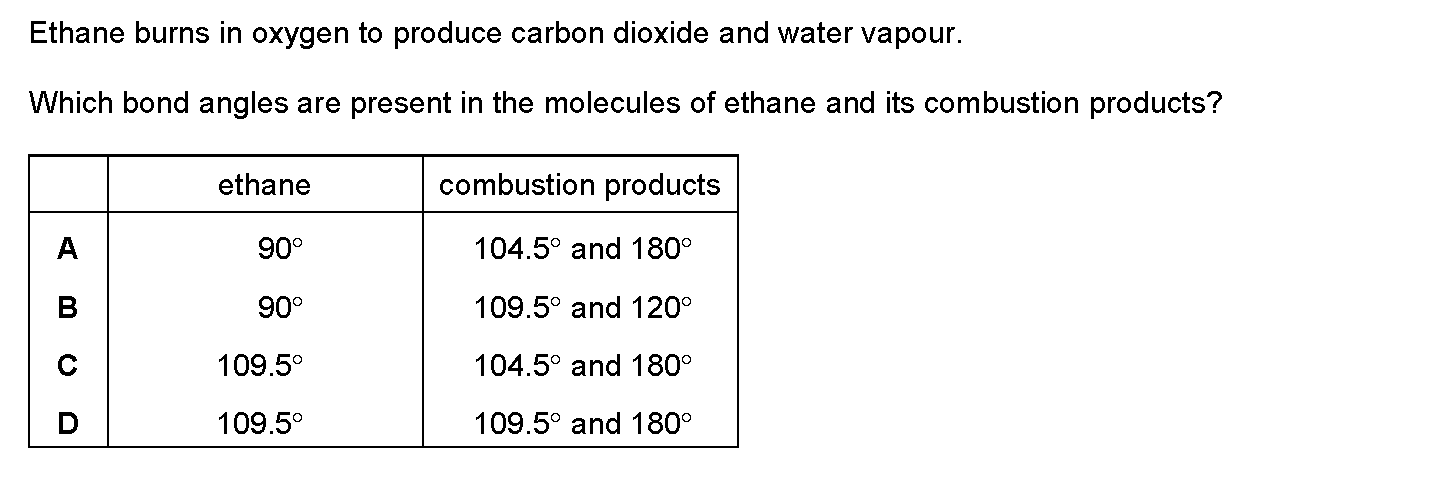 Ethane burns in oxygen to produce carbon dioxide and water vapour.
Which bond angles are present in the molecules of ethane and its combustion products?
ethane combustion products
A 90° 104.5° and 180°
B 90° 109.5° and 120°
C 109.5° 104.5° and 180°
D 109.5° 109.5° and 180°